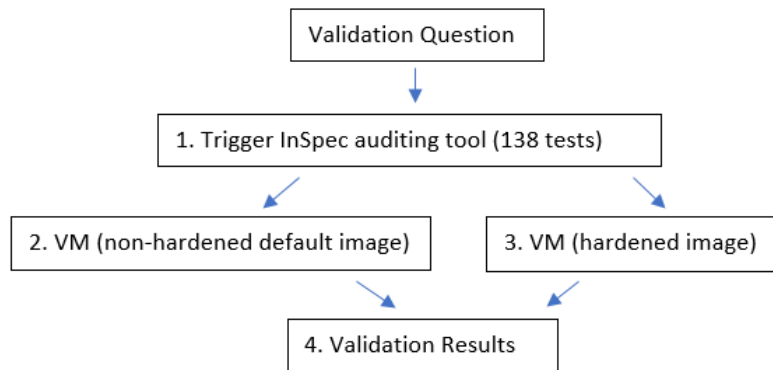 Validation Question
1. Trigger InSpec auditing tool (138 tests)
2. VM (non-hardened default image)
3. VM (hardened image)
4. Validation Results